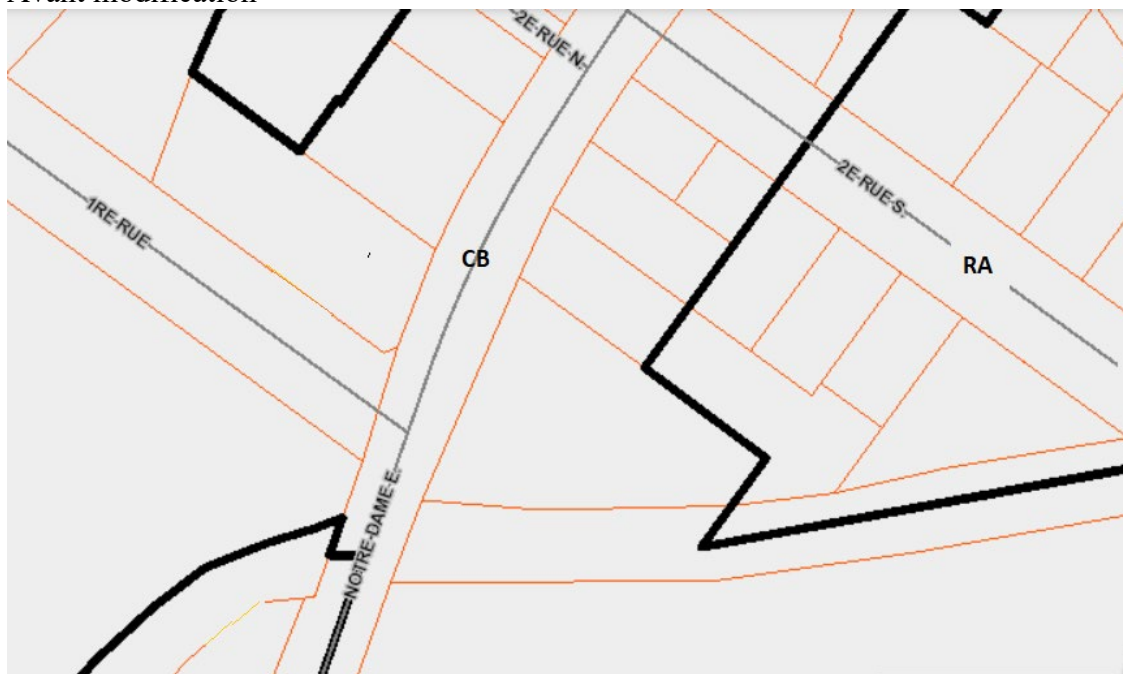 Avant modification
2E-RUE-N.
2E-RUE-S.
1RE-RUE
CB
RA
NOTRE-DAME-E.